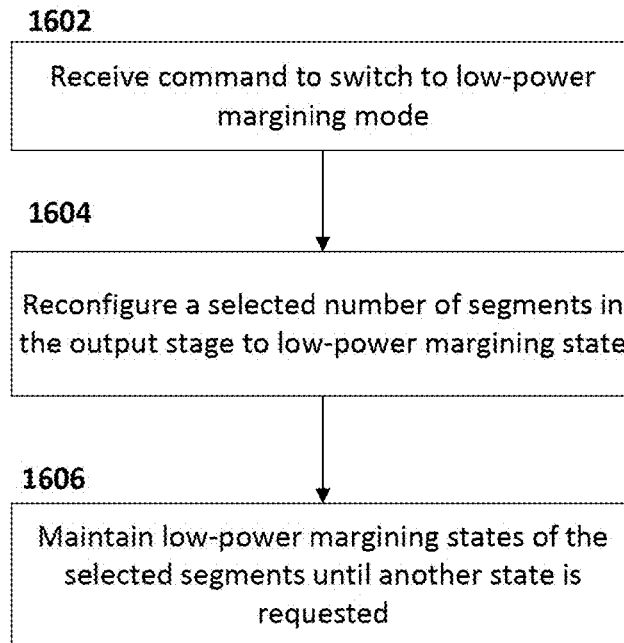 1602
Receive command to switch to low-power
margining mode
1604
Reconfigure a selected number of segments in
the output stage to low-power margining state
1606
Maintain low-power margining states of the
selected segments until another state is
requested